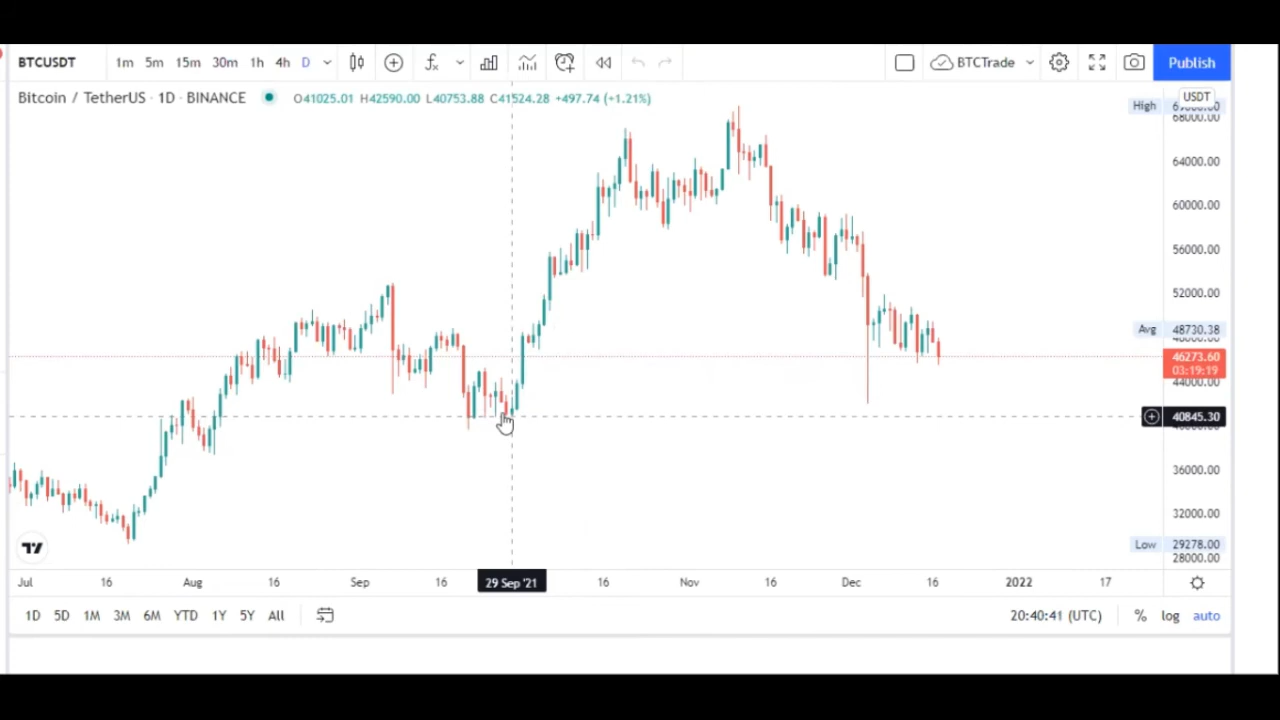 BTCUSDT 1m 5m 15m 30m 1h 4h D BTCTrade Publish
Bitcoin / TetherUS · 1D · BINANCE O41025.01 H42590.00 L40753.88 C41524.28 +497.74 (+1.21%) USDT
High
68000.00
64000.00
60000.00
56000.00
52000.00
Avg 48730.38
46273.60
03:19:19
44000.00
40845.30
36000.00
32000.00
Low 29278.00
28000.00
Jul 16 Aug 16 Sep 16 29 Sep '21 16 Nov 16 Dec 16 2022 17
1D 5D 1M 3M 6M YTD 1Y 5Y All 20:40:41 (UTC) % log auto